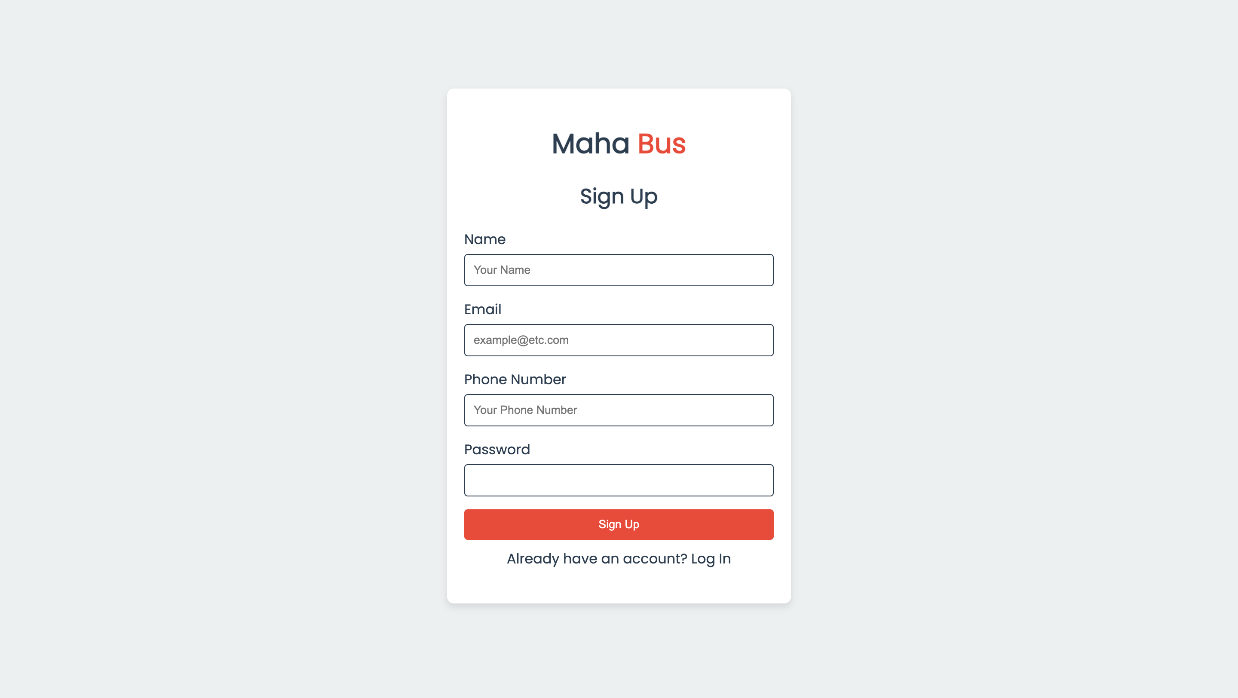 Maha Bus
Sign Up
Name
Your Name
Email
example@etc.com
Phone Number
Your Phone Number
Password
Sign Up
Already have an account? Log In